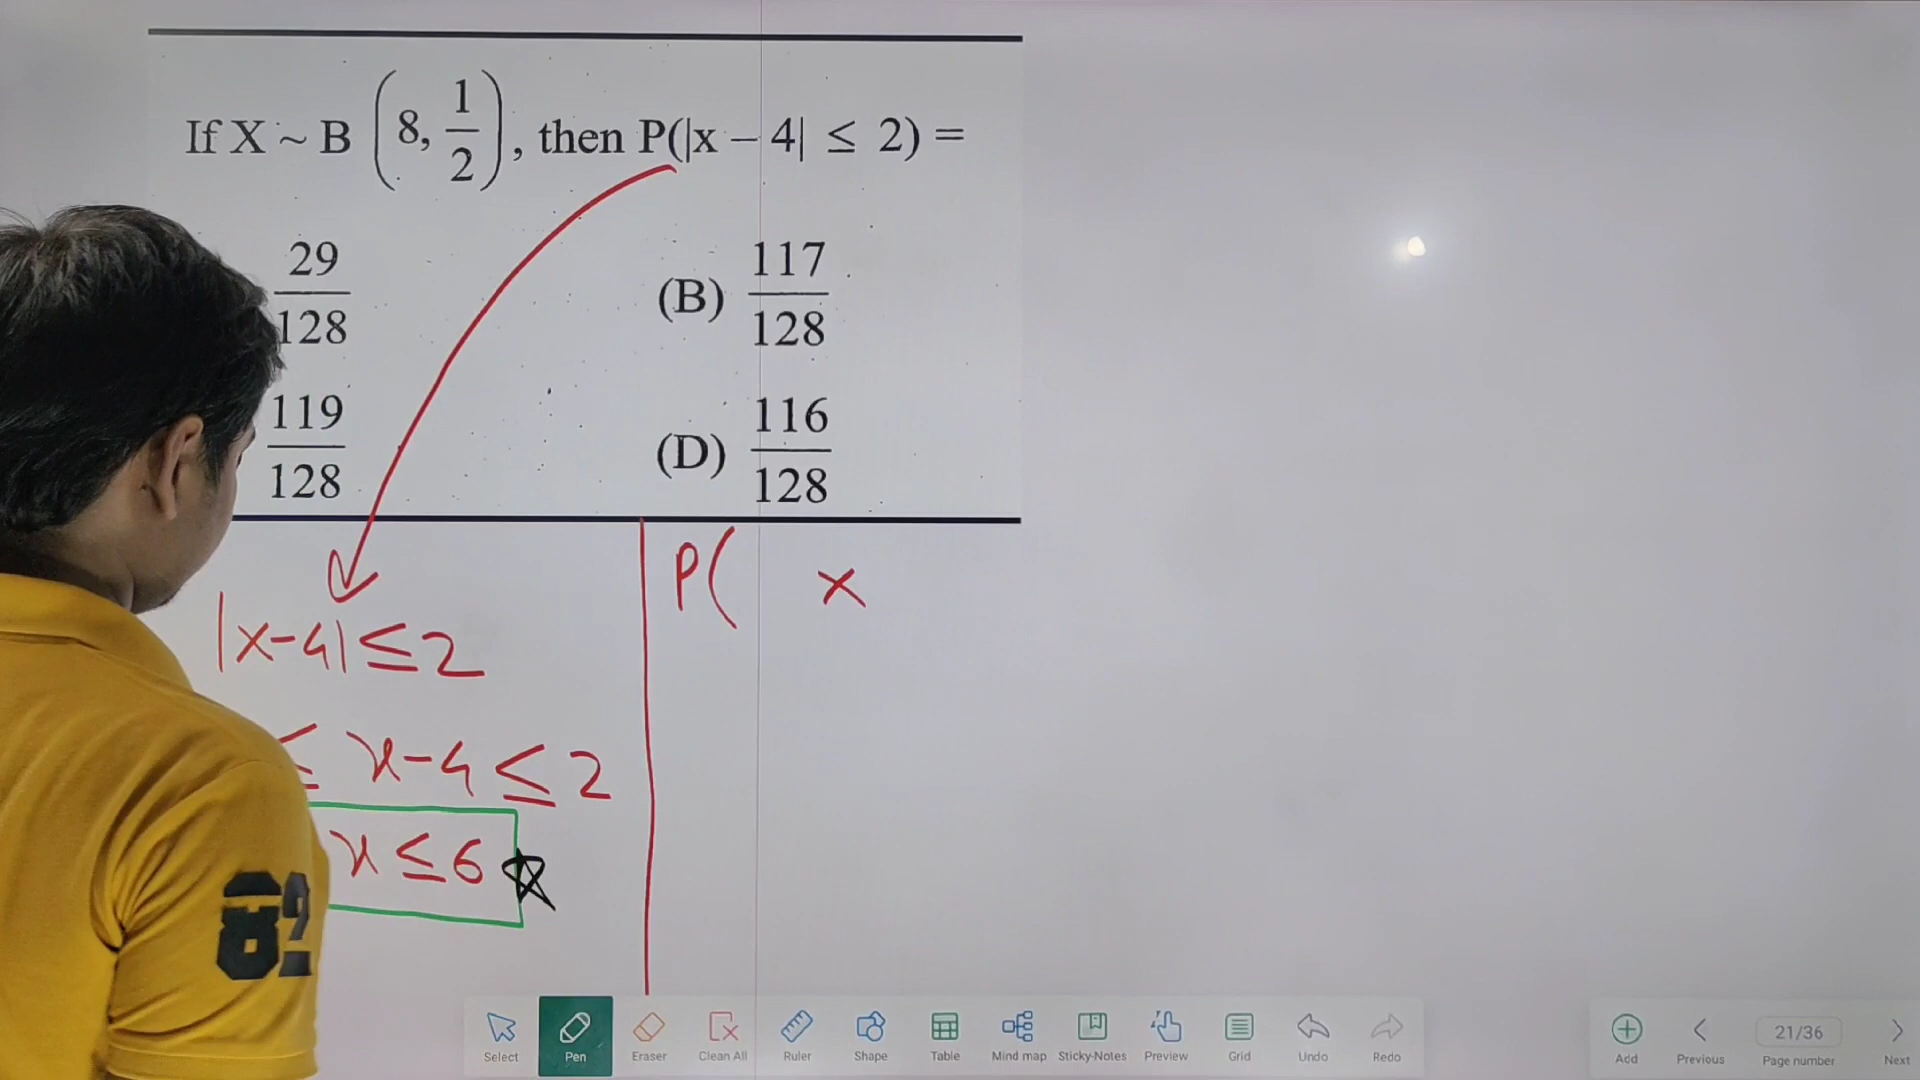 If X ~ B (8, 1/2), then P(|x – 4| ≤ 2) =
29/128
(B) 117/128
119/128
(D) 116/128
|x-4| ≤ 2
≤ x-4 ≤ 2
x ≤ 6
P( x
82
Select Pen Eraser Clean All Ruler Shape Table Mind map Sticky-Notes Preview Grid Undo Redo
Add Previous 21/36 Page number Next